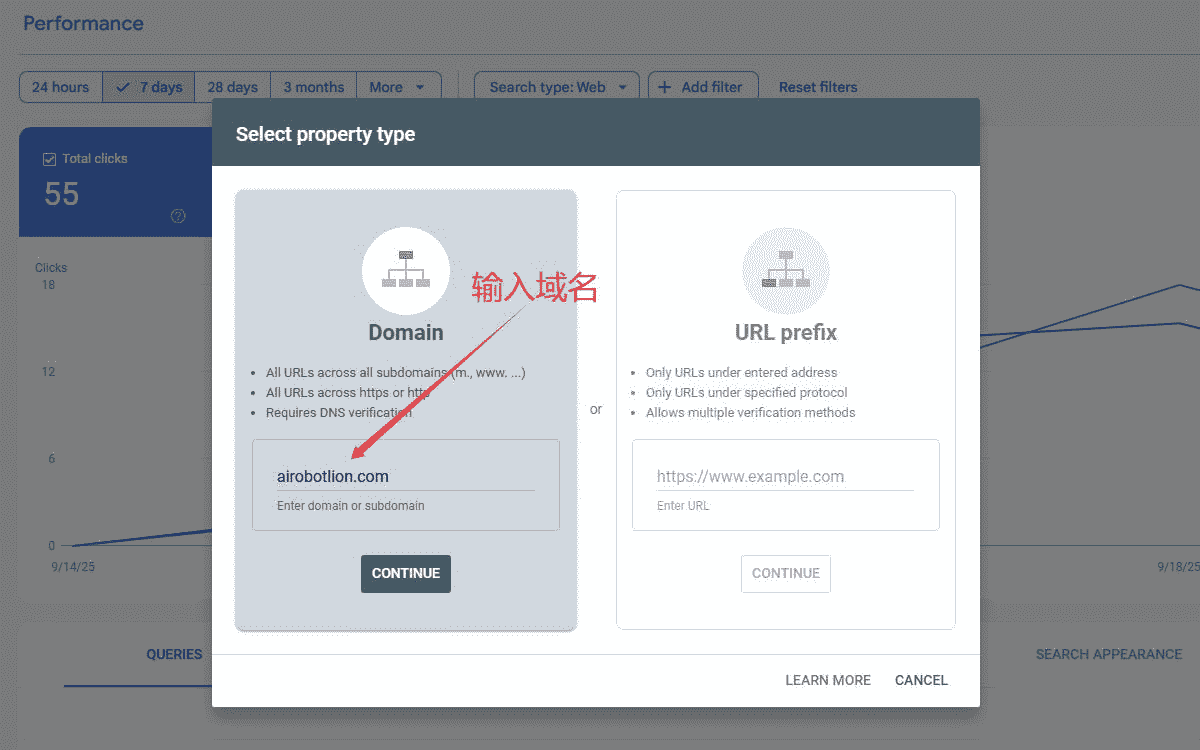 Performance
24 hours 7 days 28 days 3 months More Search type: Web Add filter Reset filters
Select property type
Total clicks
55
Clicks
18
12
6
0
9/14/25
9/18/25
输入域名
Domain
All URLs across all subdomains (m., www. ...)
All URLs across https or http
Requires DNS verification
airobotlion.com
Enter domain or subdomain
CONTINUE
or
URL prefix
Only URLs under entered address
Only URLs under specified protocol
Allows multiple verification methods
https://www.example.com
Enter URL
CONTINUE
QUERIES
SEARCH APPEARANCE
LEARN MORE CANCEL